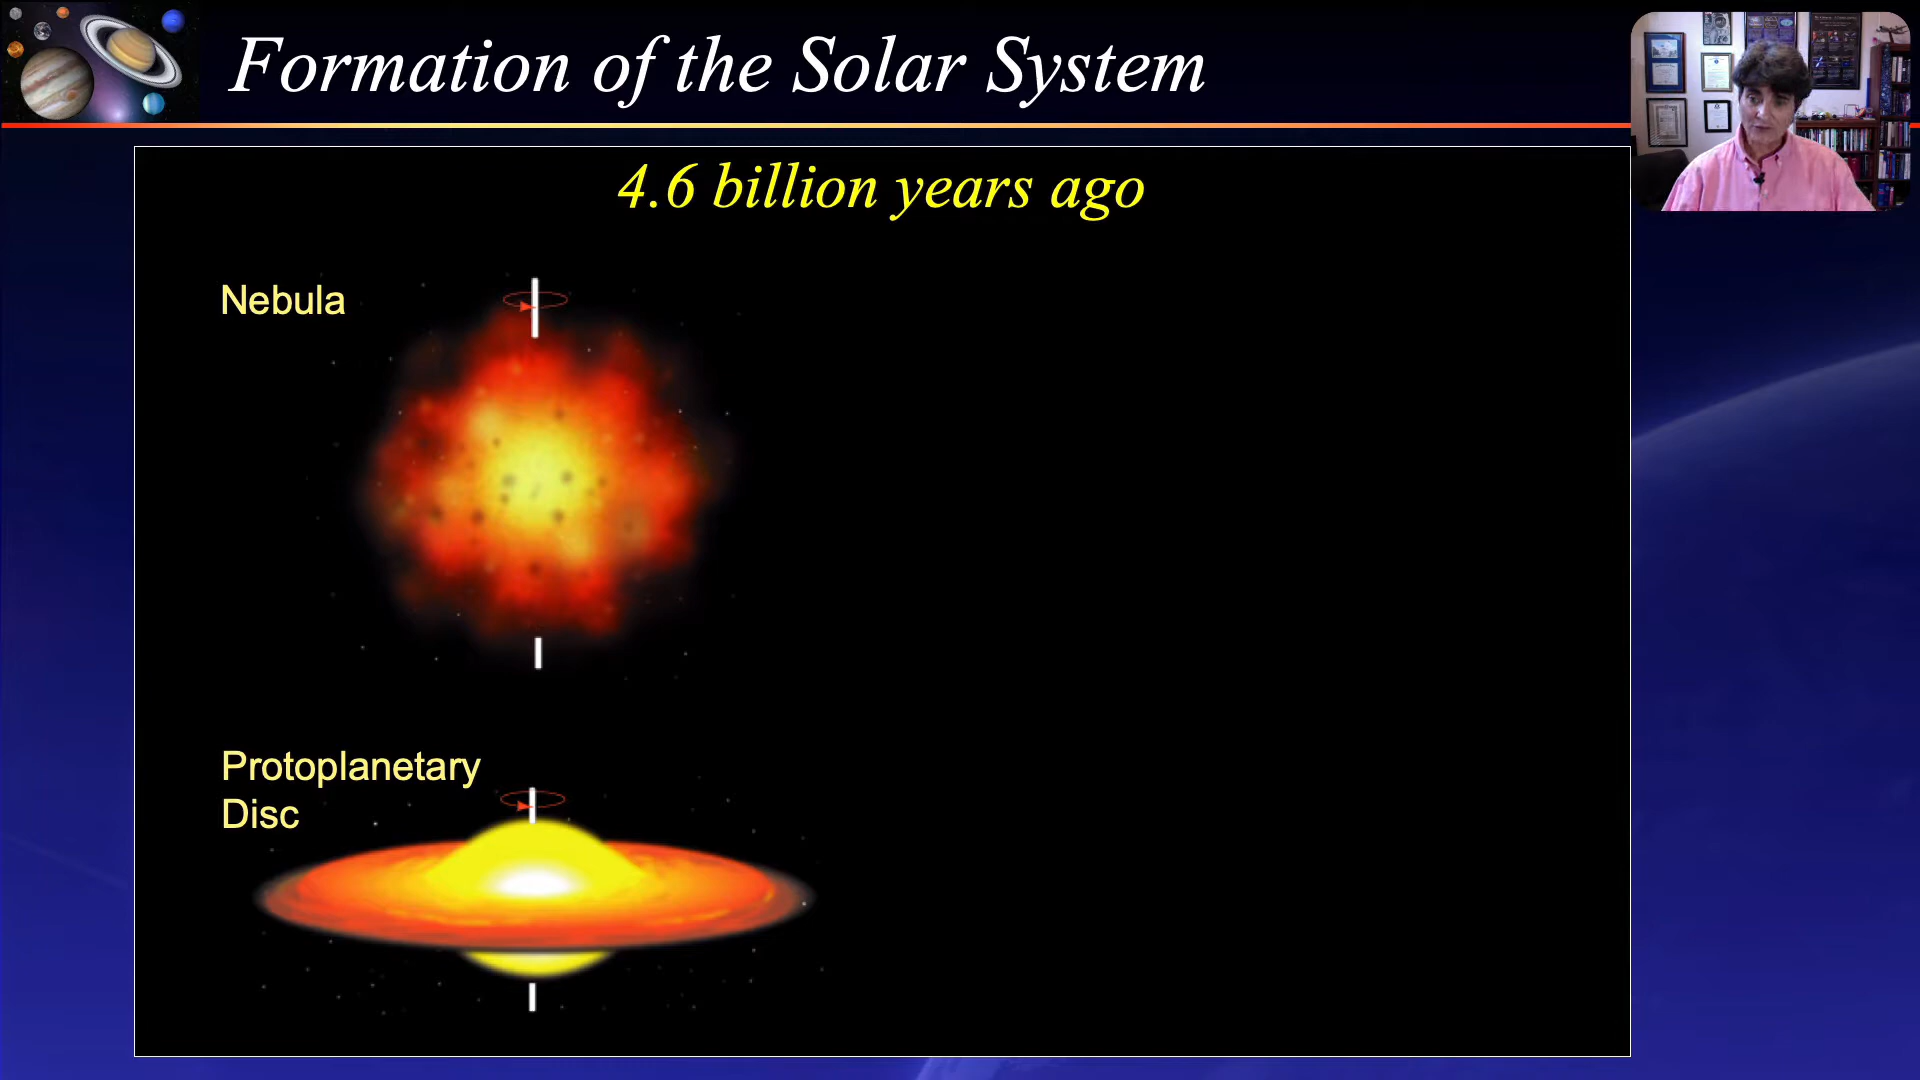 Formation of the Solar System
4.6 billion years ago
Nebula
Protoplanetary
Disc